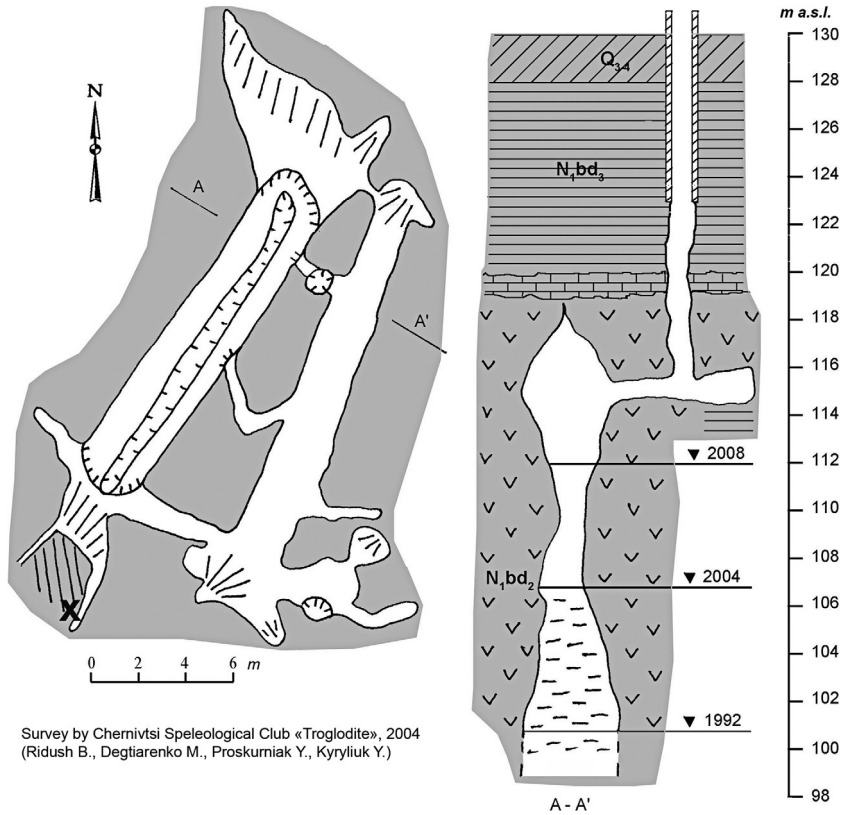 N
A
A'
X
0 2 4 6 m
Survey by Chernivtsi Speleological Club «Troglodite», 2004
(Ridush B., Degtiarenko M., Proskurniak Y., Kyryliuk Y.)
m a.s.l.
130
128
126
124
122
120
118
116
114
112
110
108
106
104
102
100
98
Q₃₋₄
N₁bd₃
N₁bd₂
2008
2004
1992
A - A'